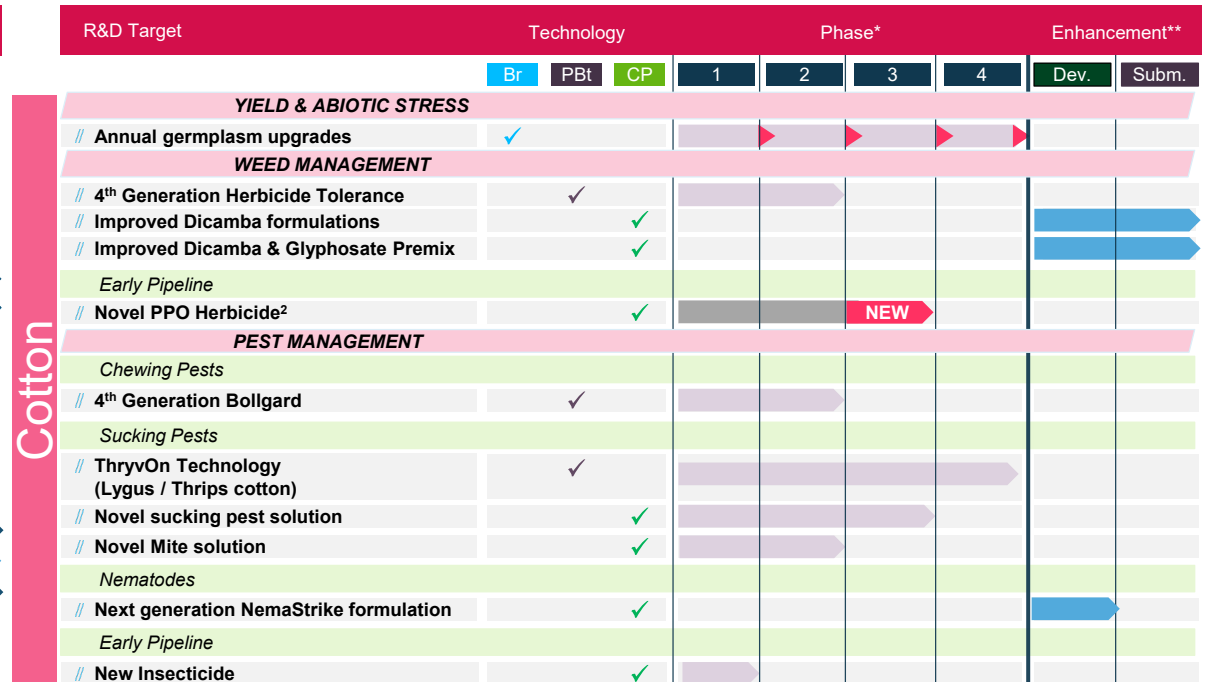 R&D Target Technology Phase* Enhancement**
Br PBt CP 1 2 3 4 Dev. Subm.
Cotton
YIELD & ABIOTIC STRESS
// Annual germplasm upgrades ✓
WEED MANAGEMENT
// 4th Generation Herbicide Tolerance ✓
// Improved Dicamba formulations ✓
// Improved Dicamba & Glyphosate Premix ✓
Early Pipeline
// Novel PPO Herbicide² ✓ NEW
PEST MANAGEMENT
Chewing Pests
// 4th Generation Bollgard ✓
Sucking Pests
// ThryvOn Technology ✓
(Lygus / Thrips cotton)
// Novel sucking pest solution ✓
// Novel Mite solution ✓
Nematodes
// Next generation NemaStrike formulation ✓
Early Pipeline
// New Insecticide ✓